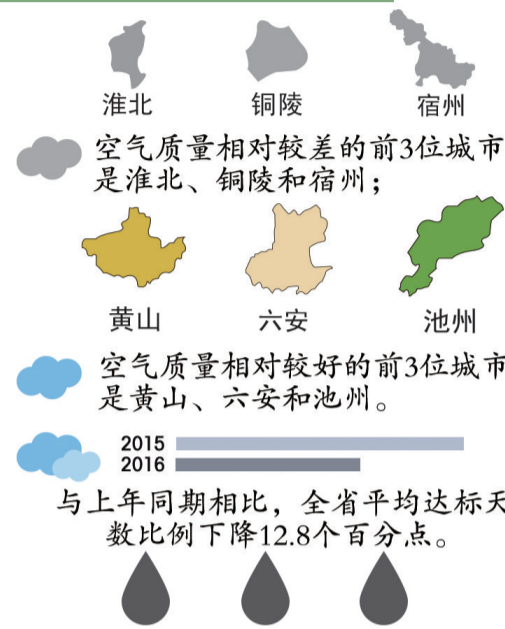 淮北 铜陵 宿州
空气质量相对较差的前3位城市
是淮北、铜陵和宿州；
黄山 六安 池州
空气质量相对较好的前3位城市
是黄山、六安和池州。
2015
2016
与上年同期相比，全省平均达标天
数比例下降12.8个百分点。